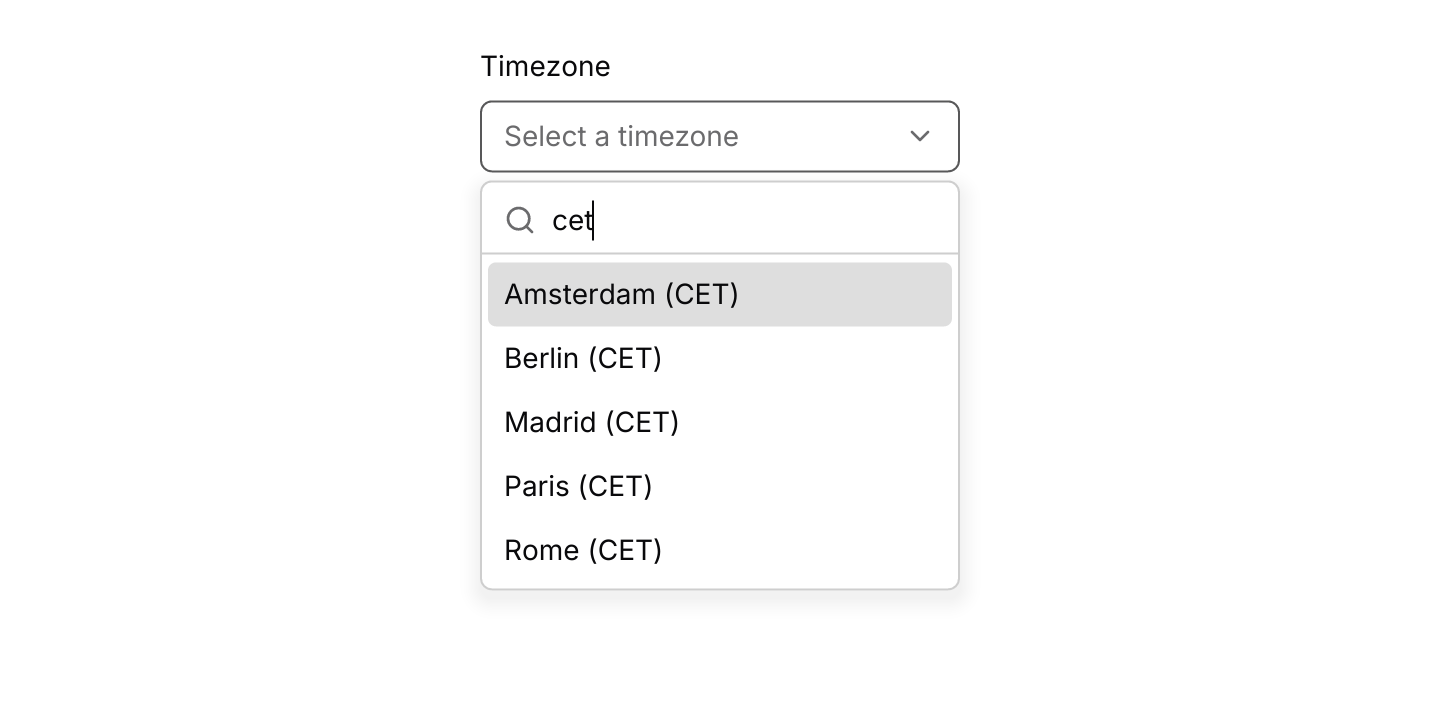 Timezone
Select a timezone
cet
Amsterdam (CET)
Berlin (CET)
Madrid (CET)
Paris (CET)
Rome (CET)